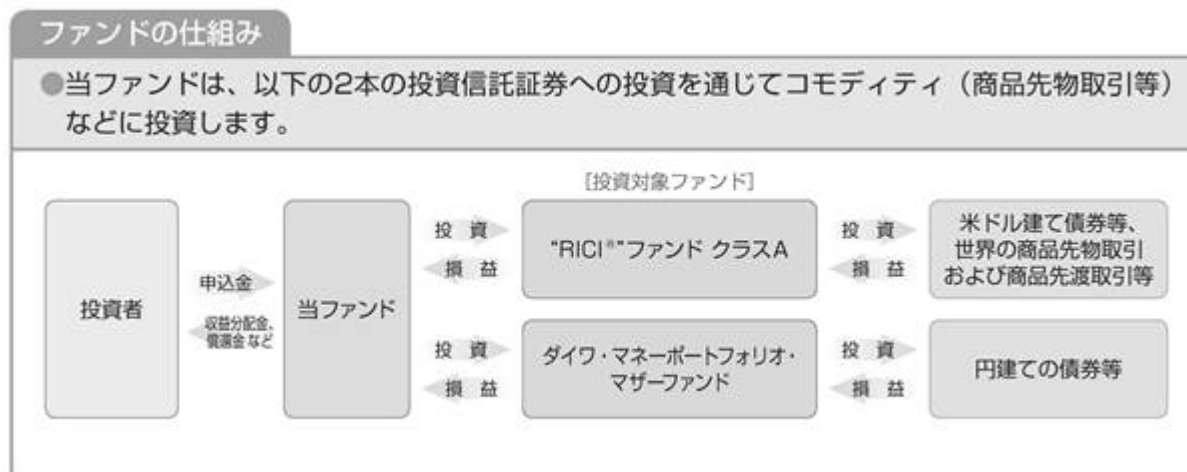 ファンドの仕組み
●当ファンドは、以下の2本の投資信託証券への投資を通じてコモディティ（商品先物取引等）
などに投資します。
[投資対象ファンド]
投資者
申込金
収益分配金、
償還金 など
当ファンド
投 資
損 益
"RICI®"ファンド クラスA
投 資
損 益
米ドル建て債券等、
世界の商品先物取引
および商品先渡取引等
投 資
損 益
ダイワ・マネーポートフォリオ・
マザーファンド
投 資
損 益
円建ての債券等